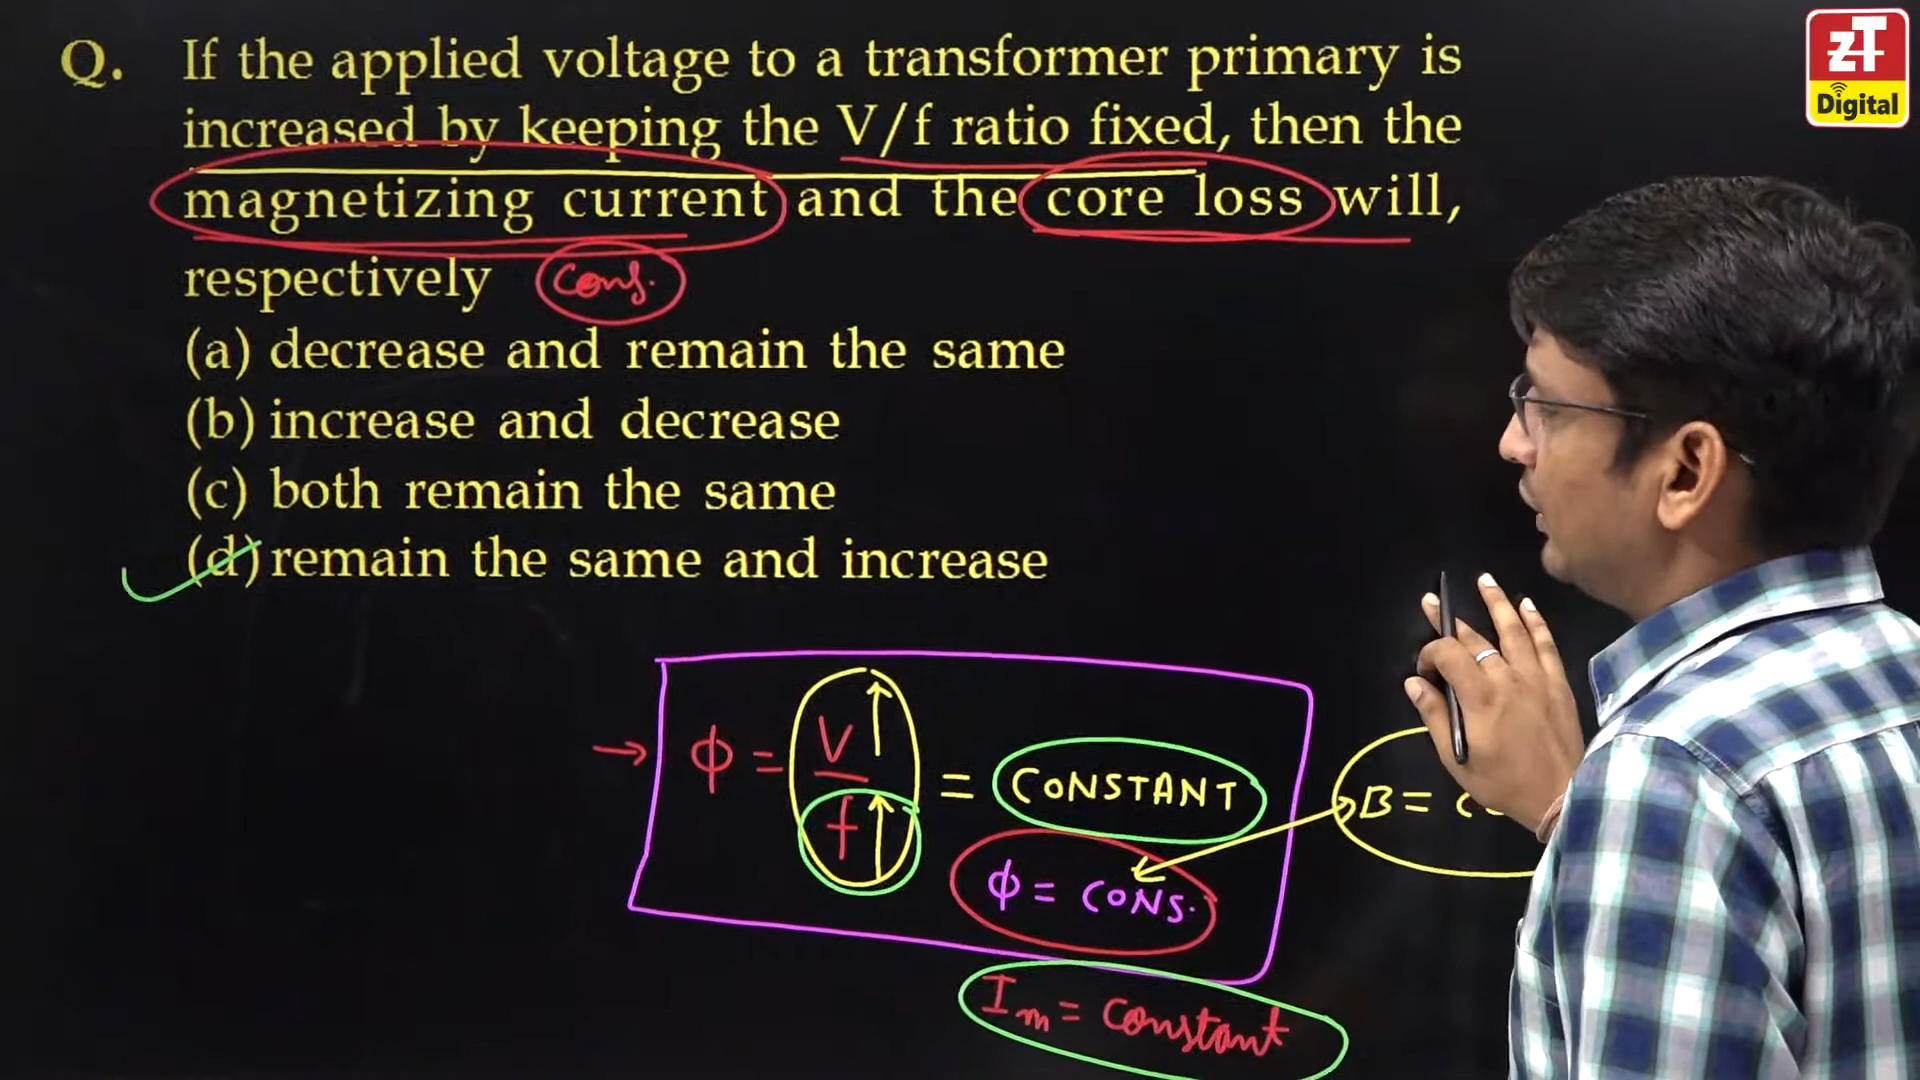 Q. If the applied voltage to a transformer primary is
increased by keeping the V/f ratio fixed, then the
magnetizing current and the core loss will,
respectively cons.
(a) decrease and remain the same
(b) increase and decrease
(c) both remain the same
(d) remain the same and increase
→ φ = V↑/f↑ = CONSTANT
B =
φ = CONS.
Im = constant
ZT
Digital